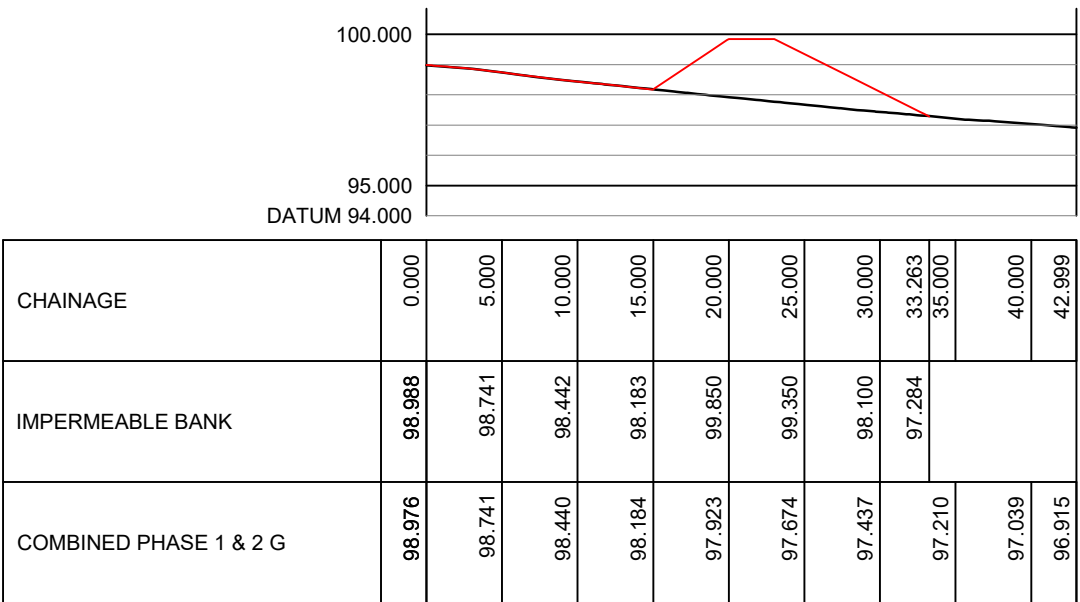 100.000
95.000
DATUM 94.000
CHAINAGE 0.000 5.000 10.000 15.000 20.000 25.000 30.000 33.263 35.000 40.000 42.999
IMPERMEABLE BANK 98.988 98.741 98.442 98.183 99.850 99.350 98.100 97.284
COMBINED PHASE 1 & 2 G 98.976 98.741 98.440 98.184 97.923 97.674 97.437 97.210 97.039 96.915